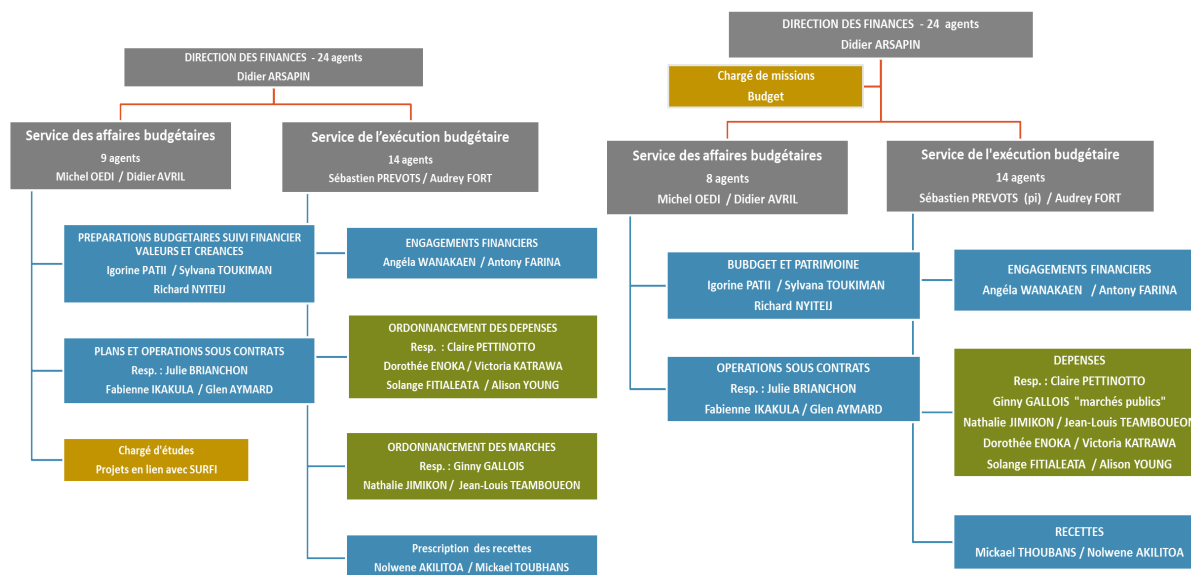 DIRECTION DES FINANCES - 24 agents
Didier ARSAPIN
Service des affaires budgétaires
9 agents
Michel OEDI / Didier AVRIL
Service de l'exécution budgétaire
14 agents
Sébastien PREVOTS / Audrey FORT
PREPARATIONS BUDGETAIRES SUIVI FINANCIER
VALEURS ET CREANCES
Igorine PATII / Sylvana TOUKIMAN
Richard NYITEIJ
ENGAGEMENTS FINANCIERS
Angéla WANAKAEN / Antony FARINA
PLANS ET OPERATIONS SOUS CONTRATS
Resp. : Julie BRIANCHON
Fabienne IKAKULA / Glen AYMARD
ORDONNANCEMENT DES DEPENSES
Resp. : Claire PETTINOTTO
Dorothée ENOKA / Victoria KATRAWA
Solange FITIALEATA / Alison YOUNG
Chargé d'études
Projets en lien avec SURFI
ORDONNANCEMENT DES MARCHES
Resp. : Ginny GALLOIS
Nathalie JIMIKON / Jean-Louis TEAMBOUEON
Prescription des recettes
Nolwene AKILITOA / Mickael TOUBHANS
DIRECTION DES FINANCES - 24 agents
Didier ARSAPIN
Chargé de missions
Budget
Service des affaires budgétaires
8 agents
Michel OEDI / Didier AVRIL
Service de l'exécution budgétaire
14 agents
Sébastien PREVOTS (pi) / Audrey FORT
BUBDGET ET PATRIMOINE
Igorine PATII / Sylvana TOUKIMAN
Richard NYITEIJ
ENGAGEMENTS FINANCIERS
Angéla WANAKAEN / Antony FARINA
OPERATIONS SOUS CONTRATS
Resp. : Julie BRIANCHON
Fabienne IKAKULA / Glen AYMARD
DEPENSES
Resp. : Claire PETTINOTTO
Ginny GALLOIS "marchés publics"
Nathalie JIMIKON / Jean-Louis TEAMBOUEON
Dorothée ENOKA / Victoria KATRAWA
Solange FITIALEATA / Alison YOUNG
RECETTES
Mickael THOUBANS / Nolwene AKILITOA